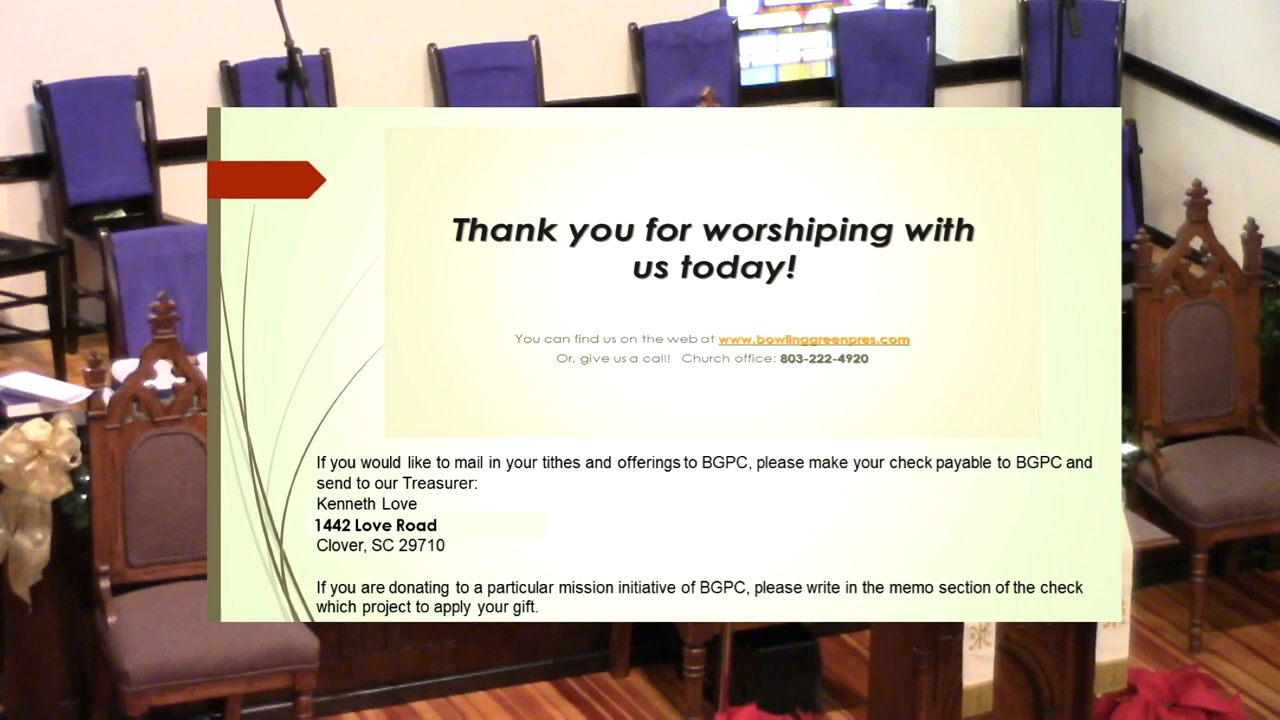 Thank you for worshiping with
us today!
You can find us on the web at www.bowlinggreenpres.com
Or, give us a call! Church office: 803-222-4920
If you would like to mail in your tithes and offerings to BGPC, please make your check payable to BGPC and
send to our Treasurer:
Kenneth Love
1442 Love Road
Clover, SC 29710
If you are donating to a particular mission initiative of BGPC, please write in the memo section of the check
which project to apply your gift.